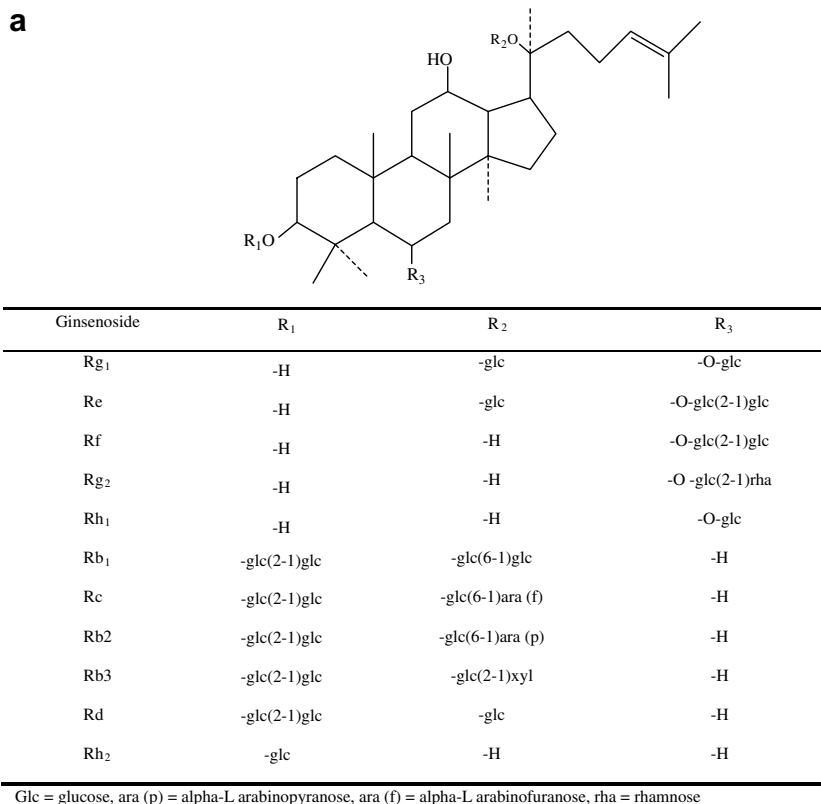 a
R₂O
HO
R₁O
R₃
Ginsenoside R₁ R₂ R₃
Rg₁ -H -glc -O-glc
Re -H -glc -O-glc(2-1)glc
Rf -H -H -O-glc(2-1)glc
Rg₂ -H -H -O -glc(2-1)rha
Rh₁ -H -H -O-glc
Rb₁ -glc(2-1)glc -glc(6-1)glc -H
Rc -glc(2-1)glc -glc(6-1)ara (f) -H
Rb2 -glc(2-1)glc -glc(6-1)ara (p) -H
Rb3 -glc(2-1)glc -glc(2-1)xyl -H
Rd -glc(2-1)glc -glc -H
Rh₂ -glc -H -H
Glc = glucose, ara (p) = alpha-L arabinopyranose, ara (f) = alpha-L arabinofuranose, rha = rhamnose